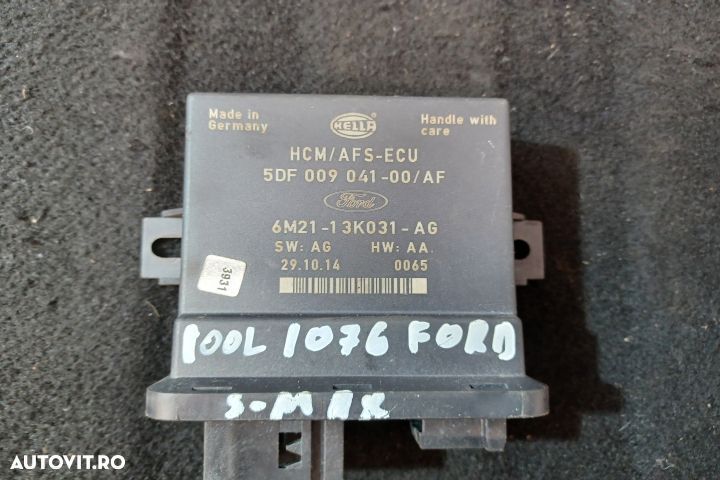 Made in
Germany
HELLA
Handle with
care
HCM/AFS-ECU
5DF 009 041-00/AF
Ford
6M21-13K031-AG
SW: AG HW: AA.
29.10.14 0065
3931
100L 1076 FORD
S-MAX
AUTOVIT.RO